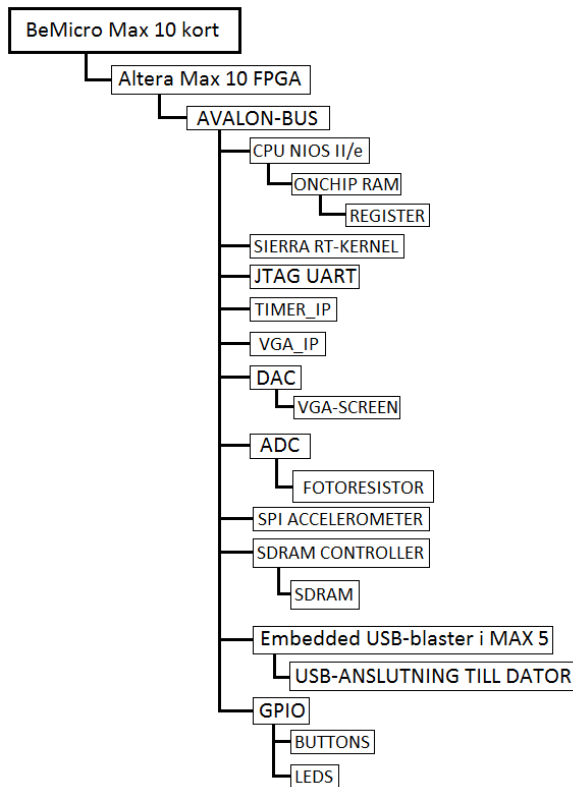 BeMicro Max 10 kort
Altera Max 10 FPGA
AVALON-BUS
CPU NIOS II/e
ONCHIP RAM
REGISTER
SIERRA RT-KERNEL
JTAG UART
TIMER_IP
VGA_IP
DAC
VGA-SCREEN
ADC
FOTORESISTOR
SPI ACCELEROMETER
SDRAM CONTROLLER
SDRAM
Embedded USB-blaster i MAX 5
USB-ANSLUTNING TILL DATOR
GPIO
BUTTONS
LEDS